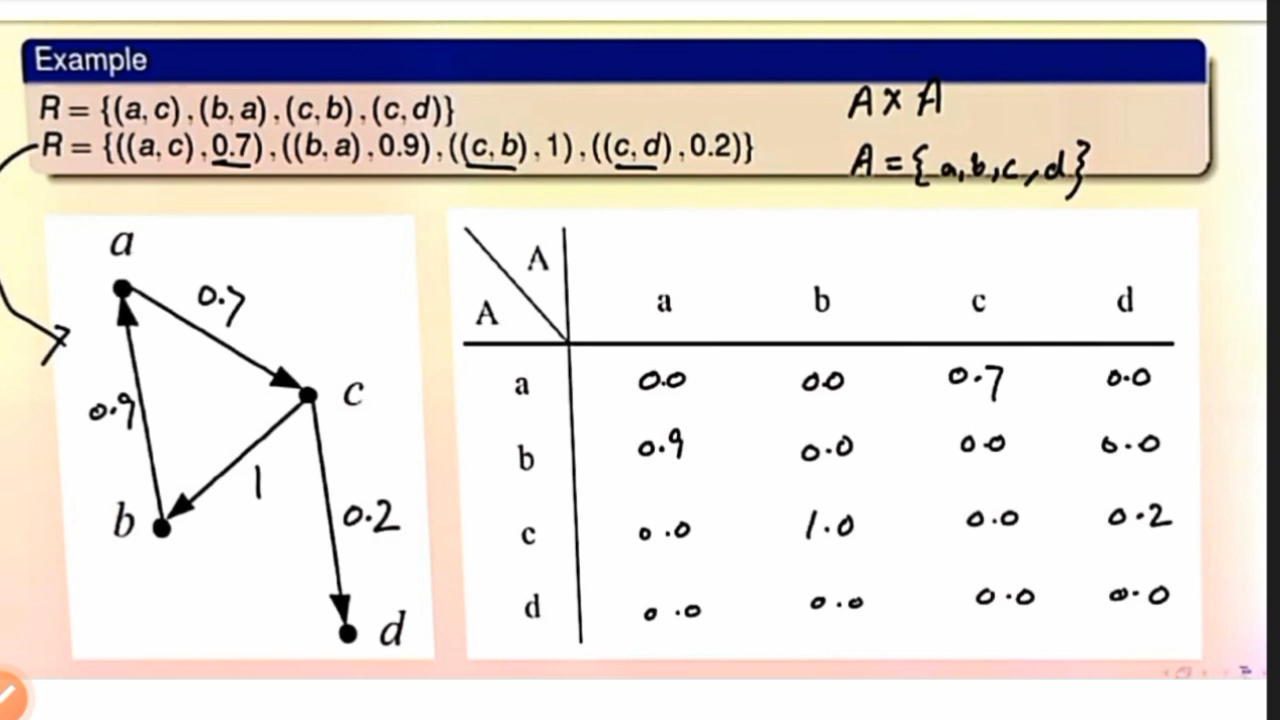 Example
R = {(a, c) , (b, a) , (c, b) , (c, d)}
A × A
R = {((a, c) , 0.7) , ((b, a) , 0.9) , ((c, b) , 1) , ((c, d) , 0.2)}
A = {a, b, c, d}
a
0.7
c
0.9
1
b
0.2
d
A
A a b c d
a 0.0 0.0 0.7 0.0
b 0.9 0.0 0.0 0.0
c 0.0 1.0 0.0 0.2
d 0.0 0.0 0.0 0.0